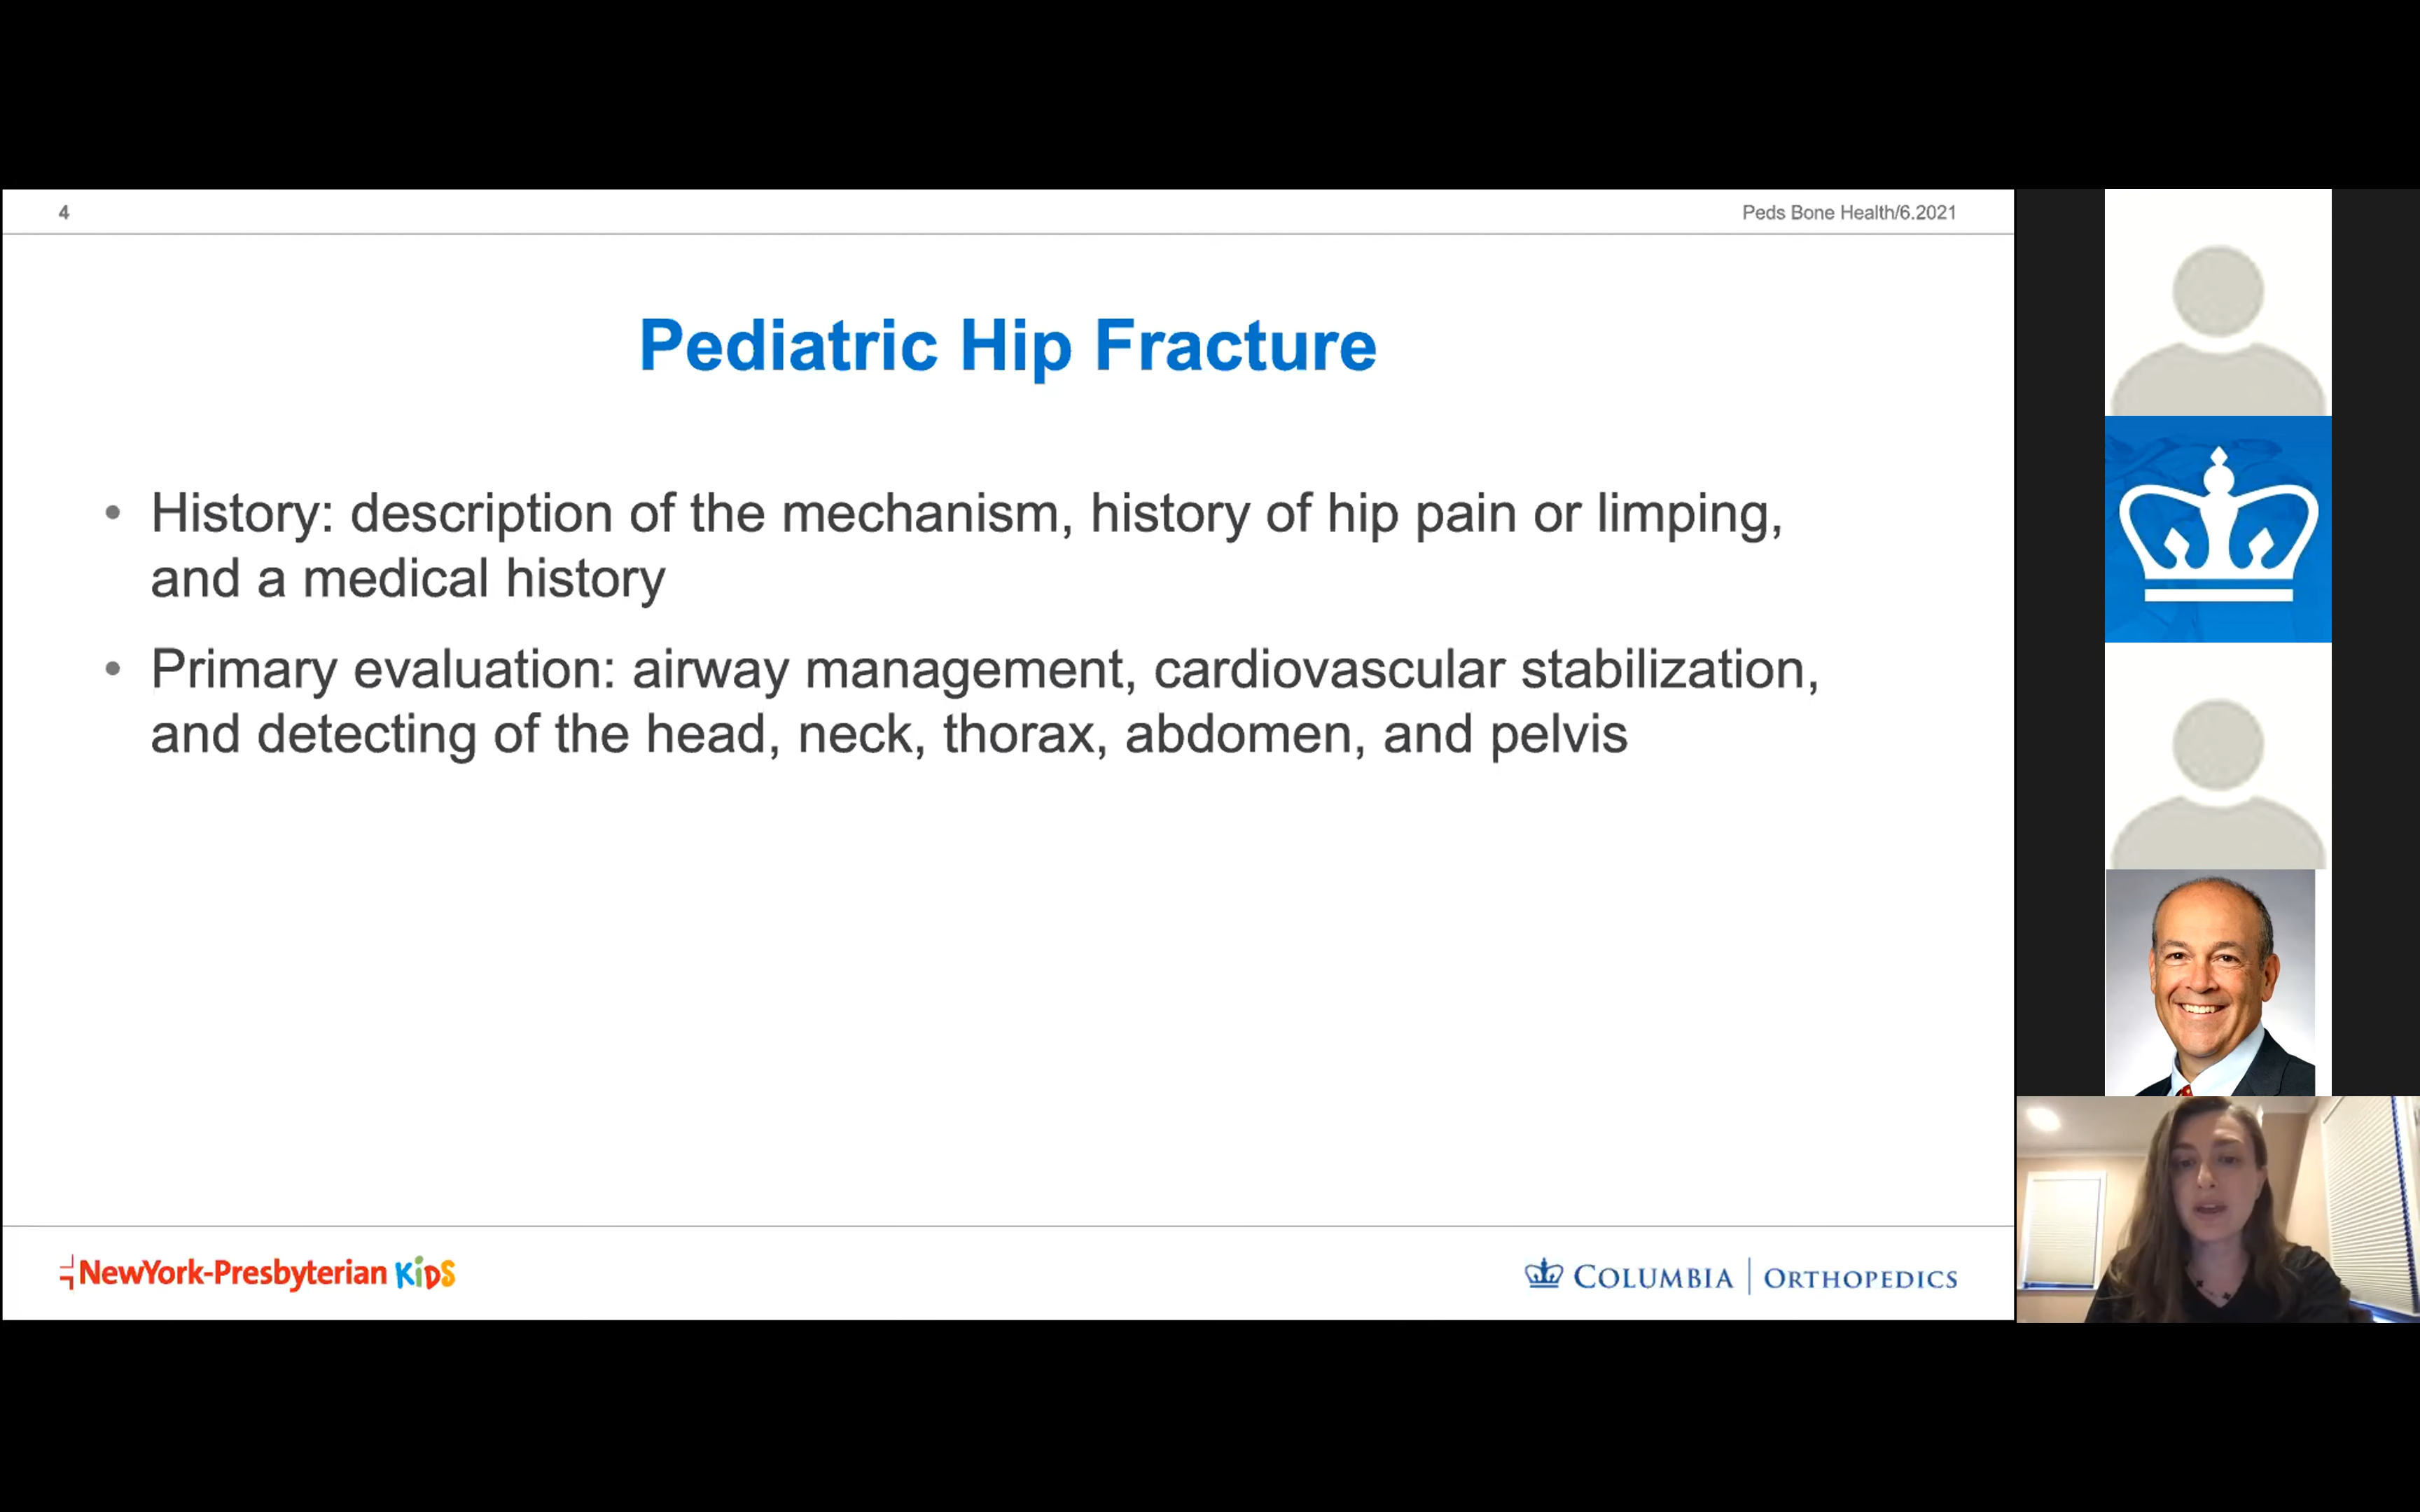 4
Peds Bone Health/6.2021
Pediatric Hip Fracture
• History: description of the mechanism, history of hip pain or limping,
and a medical history
• Primary evaluation: airway management, cardiovascular stabilization,
and detecting of the head, neck, thorax, abdomen, and pelvis
NewYork-Presbyterian KiDS
COLUMBIA | ORTHOPEDICS